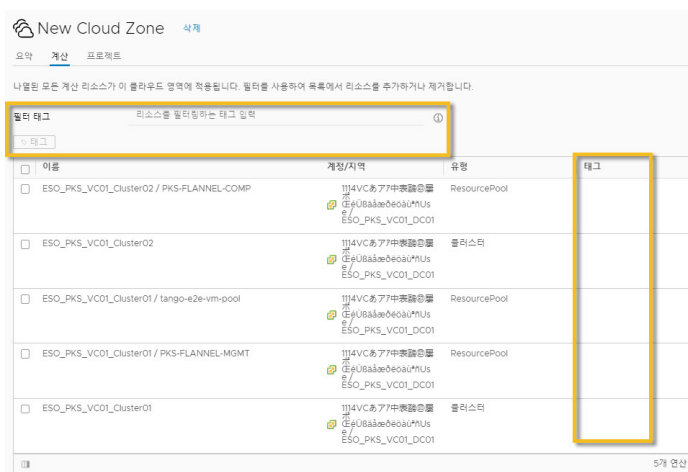 New Cloud Zone 삭제
요약 계산 프로젝트
나열된 모든 계산 리소스가 이 클라우드 영역에 적용됩니다. 필터를 사용하여 목록에서 리소스를 추가하거나 제거합니다.
필터 태그 리소스를 필터링하는 태그 입력
태그
이름 계정/지역 유형 태그
ESO_PKS_VC01_Cluster02 / PKS-FLANNEL-COMP ResourcePool
ESO_PKS_VC01_DC01
ESO_PKS_VC01_Cluster02 클러스터
ESO_PKS_VC01_DC01
ESO_PKS_VC01_Cluster01 / tango-e2e-vm-pool ResourcePool
ESO_PKS_VC01_DC01
ESO_PKS_VC01_Cluster01 / PKS-FLANNEL-MGMT ResourcePool
ESO_PKS_VC01_DC01
ESO_PKS_VC01_Cluster01 클러스터
ESO_PKS_VC01_DC01
5개 연산